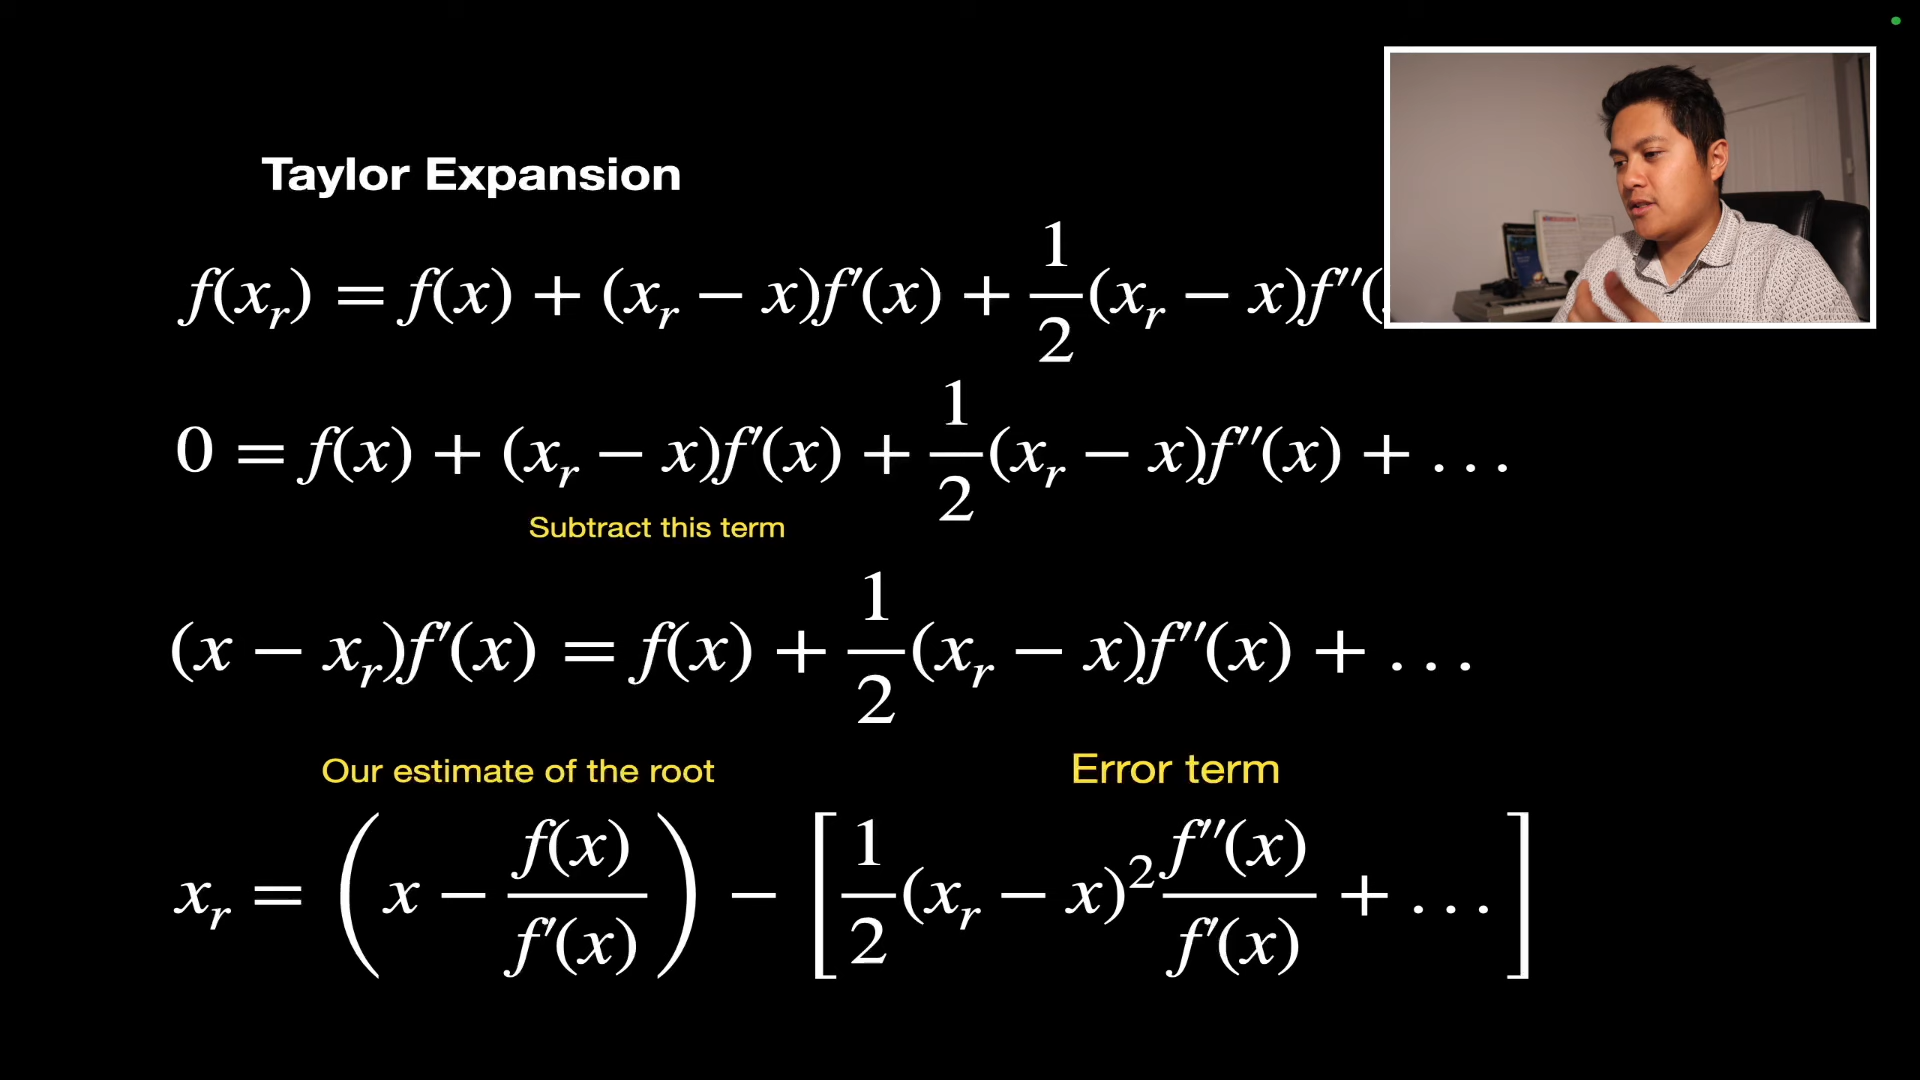 Taylor Expansion
f(x_r) = f(x) + (x_r − x)f′(x) + 1/2(x_r − x)f″(
0 = f(x) + (x_r − x)f′(x) + 1/2(x_r − x)f″(x) + . . .
Subtract this term
(x − x_r)f′(x) = f(x) + 1/2(x_r − x)f″(x) + . . .
Our estimate of the root
Error term
x_r = (x − f(x)/f′(x)) − [1/2(x_r − x)² f″(x)/f′(x) + . . .]